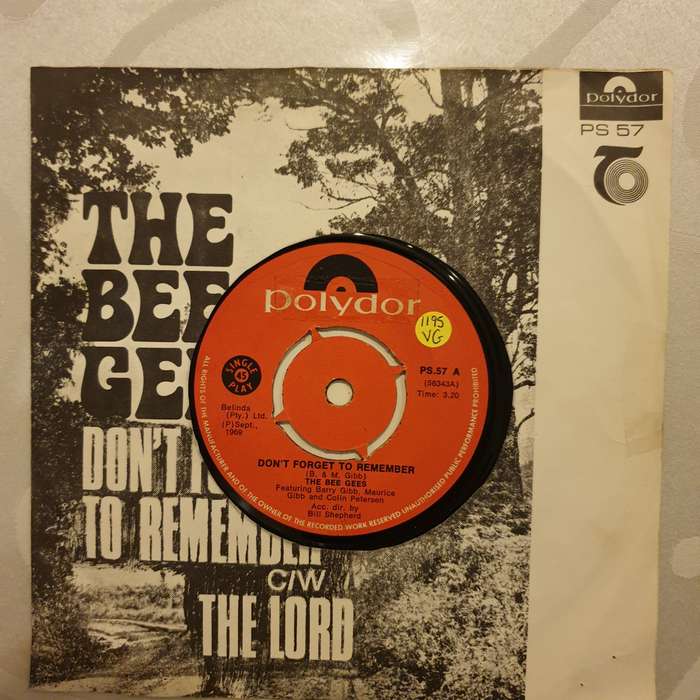 polydor
PS 57
THE
BEE
GE
DON'T
TO REMEMBER
C/W
THE LORD
polydor
1195
VG
PS.57 A
(56343A)
Time: 3.20
SINGLE
45
PLAY
Belinda
(Pty.) Ltd.
(P)Sept.,
1969
DON'T FORGET TO REMEMBER
(B. & M. Gibb)
THE BEE GEES
Featuring Barry Gibb, Maurice
Gibb and Colin Petersen
Acc. dir. by
Bill Shepherd
ALL RIGHTS OF THE MANUFACTURER AND OF THE OWNER OF THE RECORDED WORK RESERVED UNAUTHORISED PUBLIC PERFORMANCE PROHIBITED